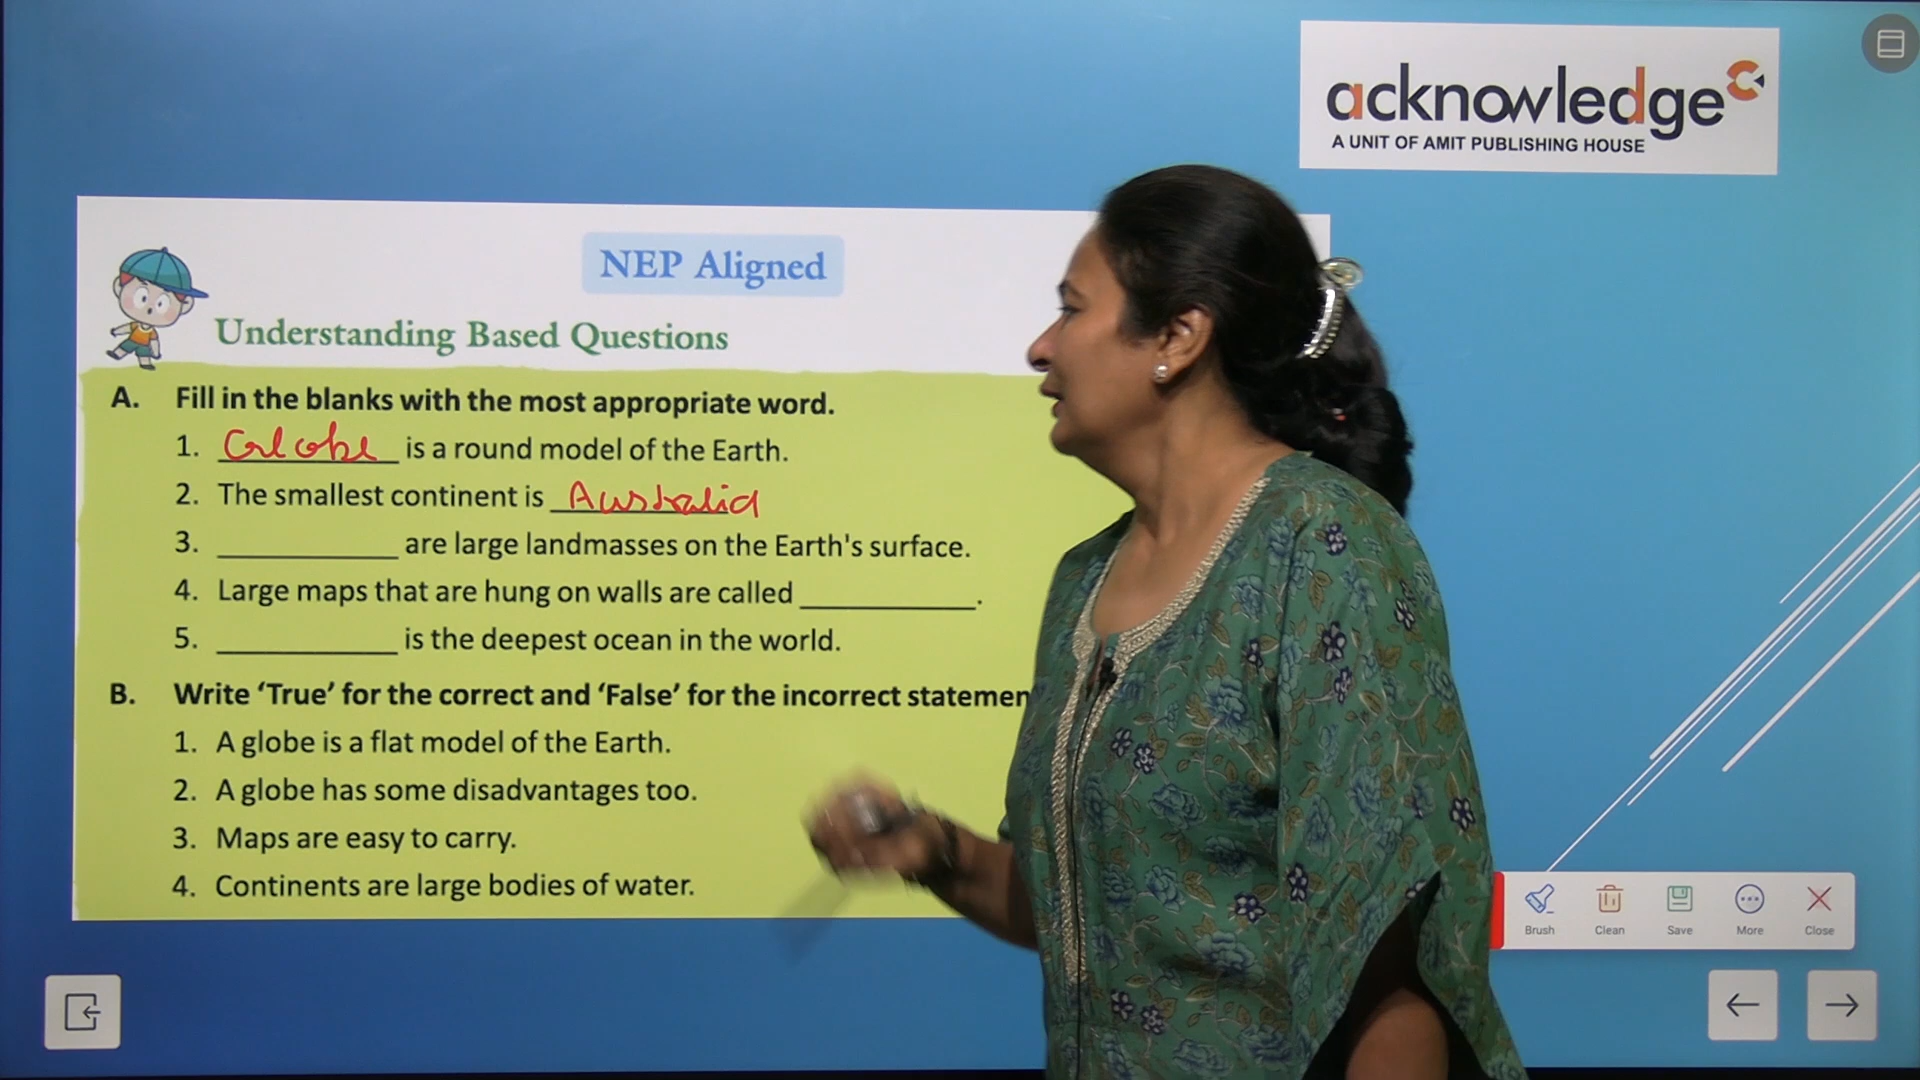 acknowledge
A UNIT OF AMIT PUBLISHING HOUSE
NEP Aligned
Understanding Based Questions
A. Fill in the blanks with the most appropriate word.
1. Globe is a round model of the Earth.
2. The smallest continent is Australia
3. __________ are large landmasses on the Earth's surface.
4. Large maps that are hung on walls are called __________.
5. __________ is the deepest ocean in the world.
B. Write ‘True’ for the correct and ‘False’ for the incorrect statemen
1. A globe is a flat model of the Earth.
2. A globe has some disadvantages too.
3. Maps are easy to carry.
4. Continents are large bodies of water.
Brush Clean Save More Close